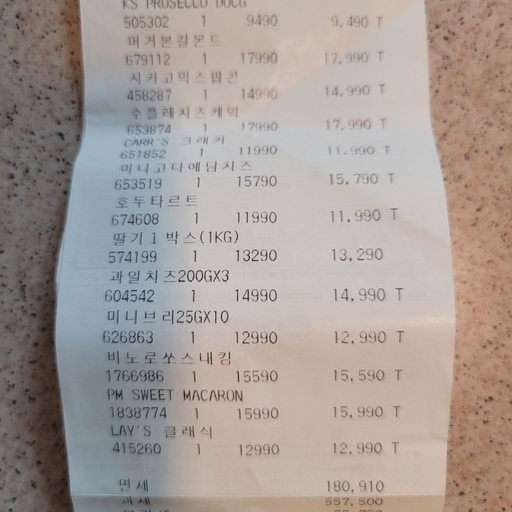 KS PROSECCO DOCG
505302 1 9490 9,490 T
머거본칼몬드
679112 1 17990 17,990 T
시카고믹스팝콘
458287 1 14990 14,990 T
수플레치즈케익
653874 1 17990 17,990 T
CARR'S 크래커
651852 1 11990 11,990 T
미니고다에담치즈
653519 1 15790 15,790 T
호두타르트
674608 1 11990 11,990 T
딸기1박스(1KG)
574199 1 13290 13,290
과일치즈200GX3
604542 1 14990 14,990 T
미니브리25GX10
626863 1 12990 12,990 T
비노로쏘스내킹
1766986 1 15590 15,590 T
PM SWEET MACARON
1838774 1 15990 15,990 T
LAY'S 클래식
415260 1 12990 12,990 T
면세 180,910
과세 557,500